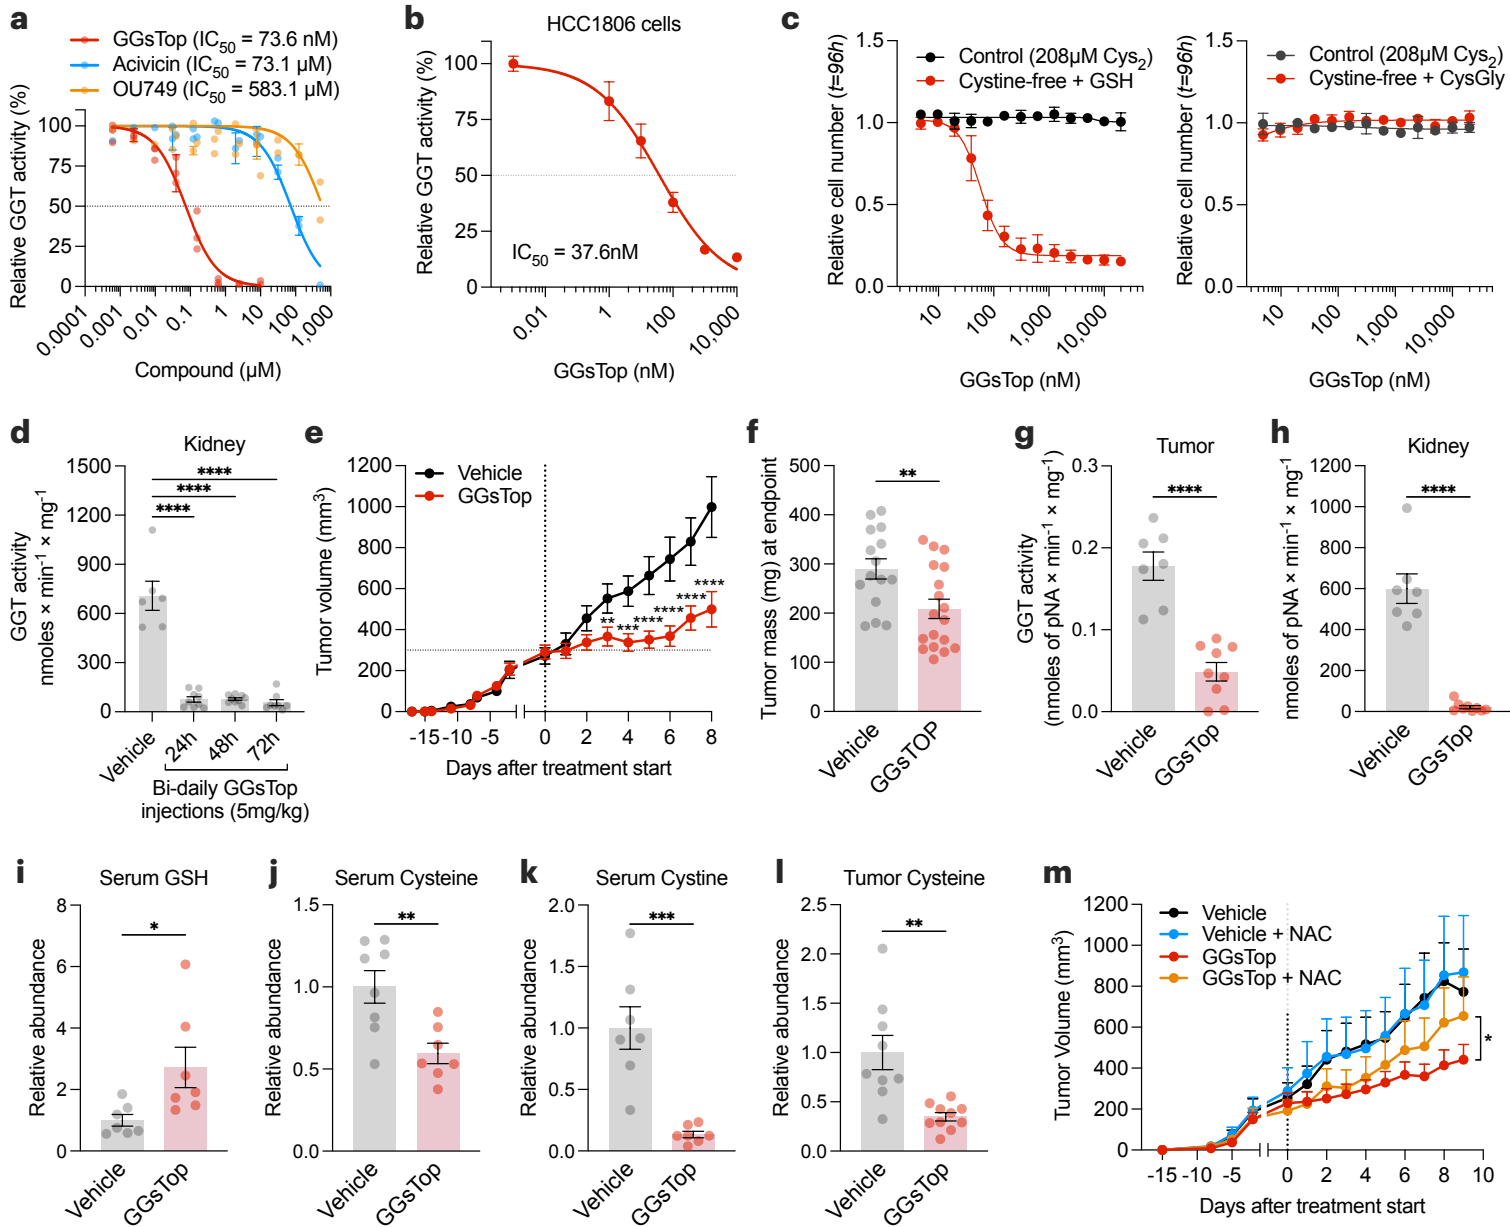 a
GGsTop (IC50 = 73.6 nM)
Acivicin (IC50 = 73.1 µM)
OU749 (IC50 = 583.1 µM)
Relative GGT activity (%)
100
75
50
25
0
0.0001
0.001
0.01
0.1
1
10
100
1,000
Compound (µM)
b
HCC1806 cells
Relative GGT activity (%)
100
75
50
25
0
IC50 = 37.6nM
0.01
1
100
10,000
GGsTop (nM)
c
Relative cell number (t=96h)
1.5
1.0
0.5
0.0
Control (208µM Cys2)
Cystine-free + GSH
10
100
1,000
10,000
GGsTop (nM)
Relative cell number (t=96h)
1.5
1.0
0.5
0.0
Control (208µM Cys2)
Cystine-free + CysGly
10
100
1,000
10,000
GGsTop (nM)
d
Kidney
GGT activity
nmoles × min⁻¹ × mg⁻¹
1500
1200
900
600
300
0
****
****
****
Vehicle
24h
48h
72h
Bi-daily GGsTop
injections (5mg/kg)
e
Tumor volume (mm³)
1200
1000
800
600
400
200
0
Vehicle
GGsTop
**
***
****
****
****
****
-15
-10
-5
0
2
4
6
8
Days after treatment start
f
Tumor mass (mg) at endpoint
500
400
300
200
100
0
**
Vehicle
GGsTOP
g
Tumor
GGT activity
(nmoles of pNA × min⁻¹ × mg⁻¹)
0.3
0.2
0.1
0.0
****
Vehicle
GGsTop
h
Kidney
nmoles of pNA × min⁻¹ × mg⁻¹
1200
1000
800
600
400
200
0
****
Vehicle
GGsTop
i
Serum GSH
Relative abundance
8
6
4
2
0
*
Vehicle
GGsTop
j
Serum Cysteine
Relative abundance
1.5
1.0
0.5
0.0
**
Vehicle
GGsTop
k
Serum Cystine
Relative abundance
2.0
1.5
1.0
0.5
0.0
***
Vehicle
GGsTop
l
Tumor Cysteine
Relative abundance
2.5
2.0
1.5
1.0
0.5
0.0
**
Vehicle
GGsTop
m
Tumor Volume (mm³)
1200
1000
800
600
400
200
0
Vehicle
Vehicle + NAC
GGsTop
GGsTop + NAC
*
-15
-10
-5
0
2
4
6
8
10
Days after treatment start